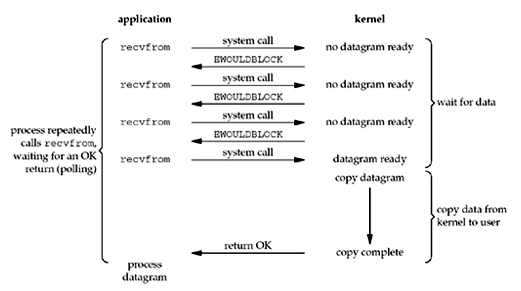 application kernel
recvfrom system call no datagram ready
EWOULDBLOCK
recvfrom system call no datagram ready
EWOULDBLOCK
wait for data
recvfrom system call no datagram ready
process repeatedly
calls recvfrom,
waiting for an OK
return (polling)
EWOULDBLOCK
recvfrom system call datagram ready
copy datagram
copy data from
kernel to user
return OK copy complete
process
datagram